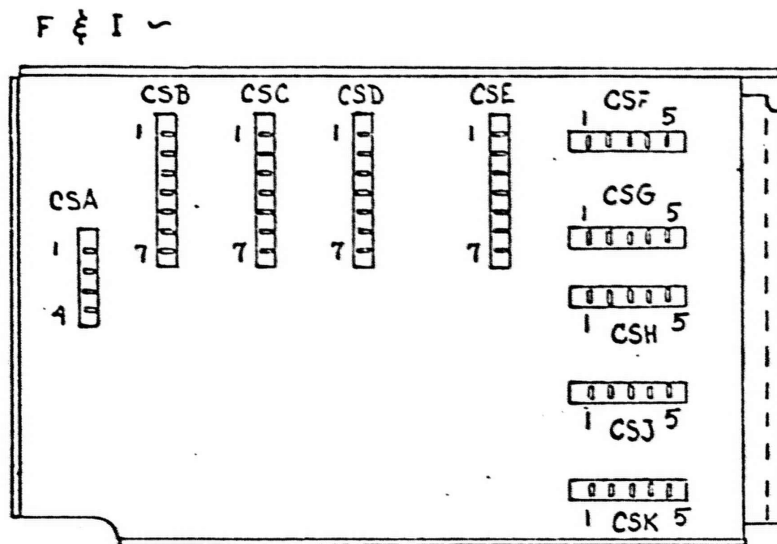 F & I ~
CSB CSC CSD CSE CSF
1 1 1 1 1 5
CSA CSG
1 1 5
7 7 7 7
4 1 5
CSH
1 CSJ 5
1 CSK 5